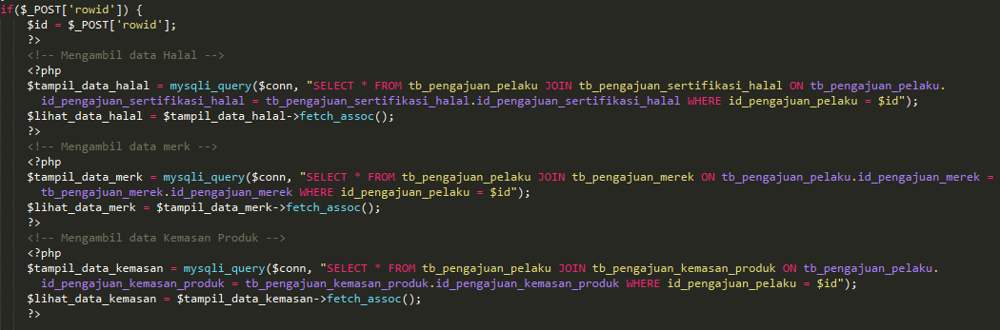 if($_POST['rowid']) {
$id = $_POST['rowid'];
?>
<!-- Mengambil data Halal -->
<?php
$tampil_data_halal = mysqli_query($conn, "SELECT * FROM tb_pengajuan_pelaku JOIN tb_pengajuan_sertifikasi_halal ON tb_pengajuan_pelaku.
id_pengajuan_sertifikasi_halal = tb_pengajuan_sertifikasi_halal.id_pengajuan_sertifikasi_halal WHERE id_pengajuan_pelaku = $id");
$lihat_data_halal = $tampil_data_halal->fetch_assoc();
?>
<!-- Mengambil data merk -->
<?php
$tampil_data_merk = mysqli_query($conn, "SELECT * FROM tb_pengajuan_pelaku JOIN tb_pengajuan_merek ON tb_pengajuan_pelaku.id_pengajuan_merek =
tb_pengajuan_merek.id_pengajuan_merek WHERE id_pengajuan_pelaku = $id");
$lihat_data_merk = $tampil_data_merk->fetch_assoc();
?>
<!-- Mengambil data Kemasan Produk -->
<?php
$tampil_data_kemasan = mysqli_query($conn, "SELECT * FROM tb_pengajuan_pelaku JOIN tb_pengajuan_kemasan_produk ON tb_pengajuan_pelaku.
id_pengajuan_kemasan_produk = tb_pengajuan_kemasan_produk.id_pengajuan_kemasan_produk WHERE id_pengajuan_pelaku = $id");
$lihat_data_kemasan = $tampil_data_kemasan->fetch_assoc();
?>